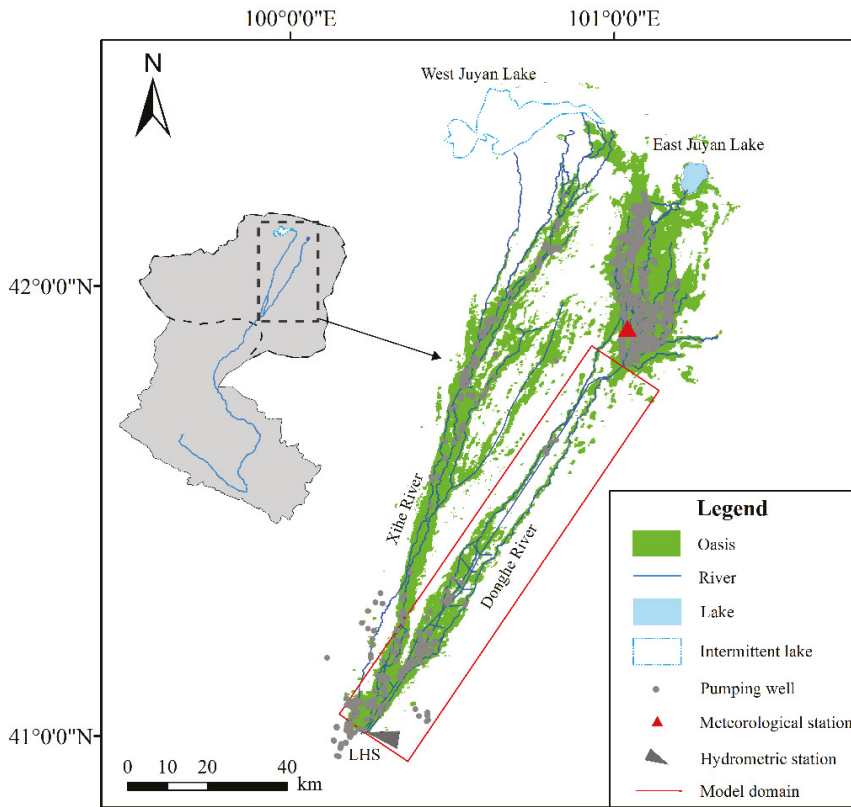 100°0'0"E
101°0'0"E
N
West Juyan Lake
East Juyan Lake
42°0'0"N
Xihe River
Donghe River
41°0'0"N
LHS
0 10 20 40
km
Legend
Oasis
River
Lake
Intermittent lake
Pumping well
Meteorological station
Hydrometric station
Model domain